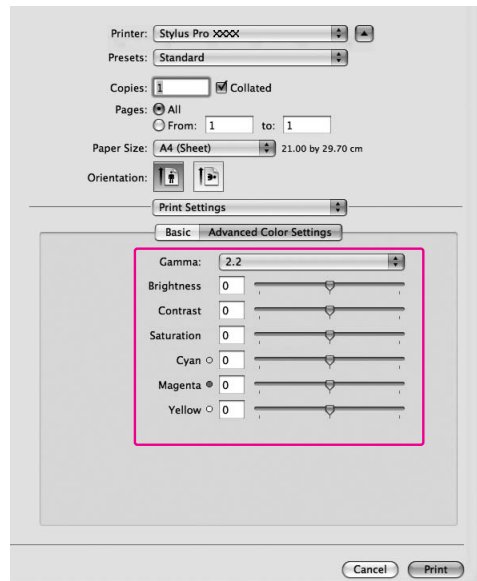 Printer: Stylus Pro XXXX
Presets: Standard
Copies: 1 Collated
Pages: All
From: 1 to: 1
Paper Size: A4 (Sheet) 21.00 by 29.70 cm
Orientation:
Print Settings
Basic Advanced Color Settings
Gamma: 2.2
Brightness 0
Contrast 0
Saturation 0
Cyan 0
Magenta 0
Yellow 0
Cancel Print